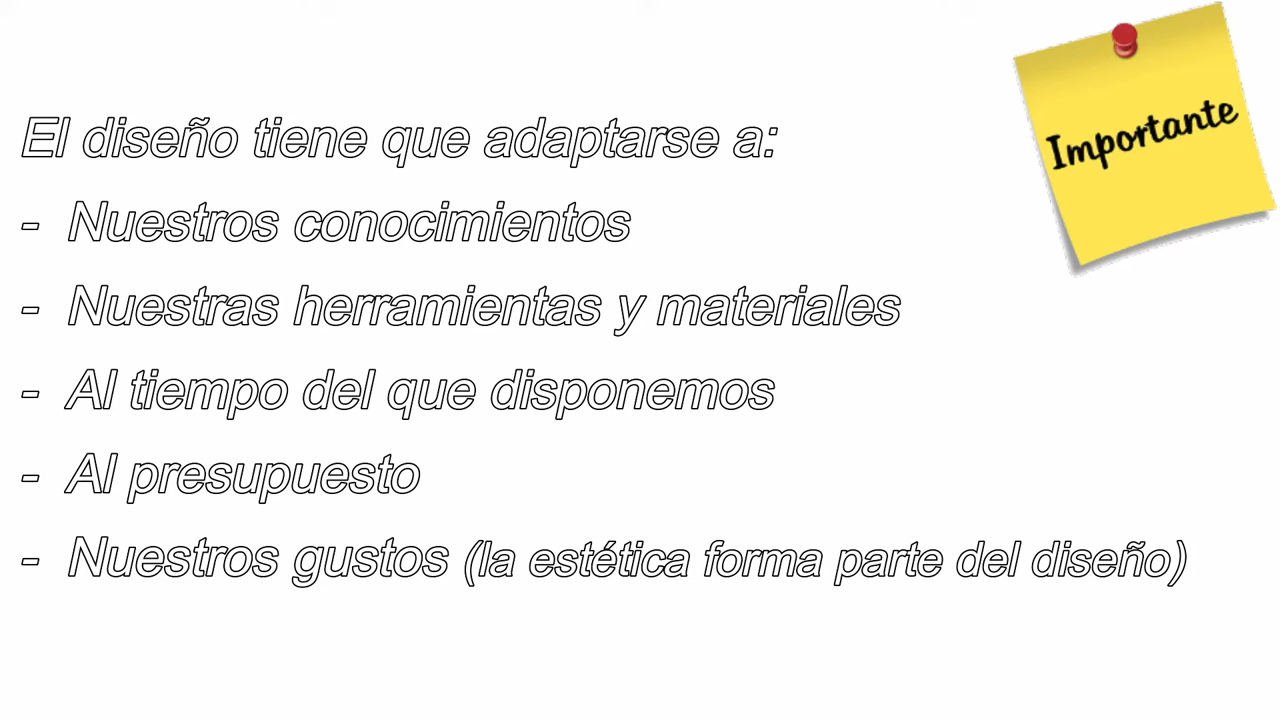 Importante
El diseño tiene que adaptarse a:
- Nuestros conocimientos
- Nuestras herramientas y materiales
- Al tiempo del que disponemos
- Al presupuesto
- Nuestros gustos (la estética forma parte del diseño)